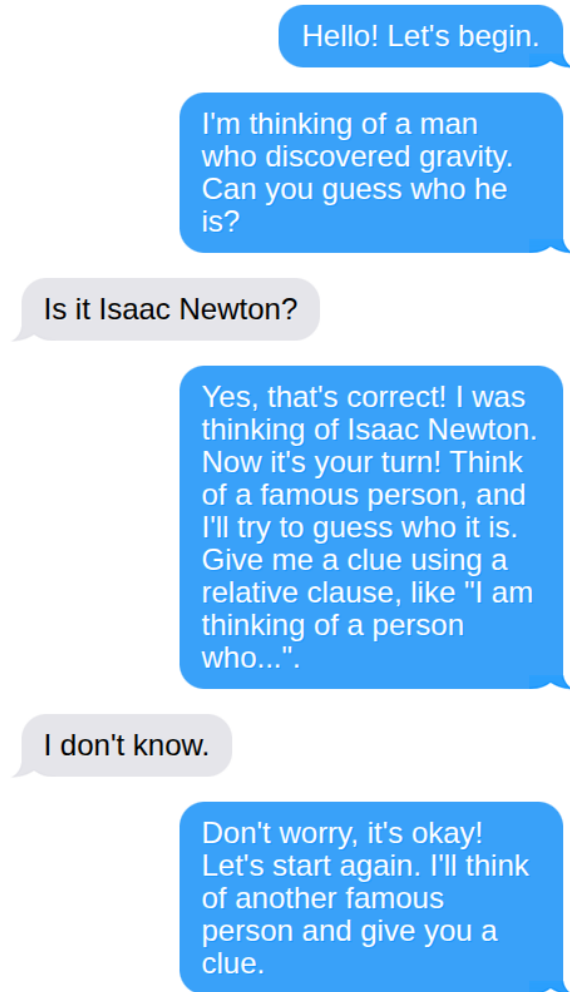 Hello! Let's begin.
I'm thinking of a man
who discovered gravity.
Can you guess who he
is?
Is it Isaac Newton?
Yes, that's correct! I was
thinking of Isaac Newton.
Now it's your turn! Think
of a famous person, and
I'll try to guess who it is.
Give me a clue using a
relative clause, like "I am
thinking of a person
who...".
I don't know.
Don't worry, it's okay!
Let's start again. I'll think
of another famous
person and give you a
clue.